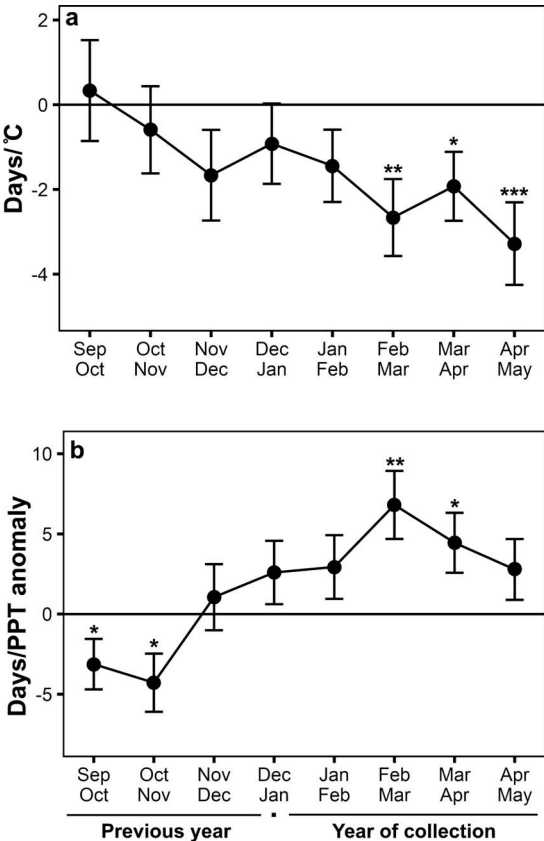 a
2
0
-2
-4
Days/°C
**
*
***
Sep Oct Nov Dec Jan Feb Mar Apr
Oct Nov Dec Jan Feb Mar Apr May
b
10
5
0
-5
Days/PPT anomaly
*
*
**
*
Sep Oct Nov Dec Jan Feb Mar Apr
Oct Nov Dec Jan Feb Mar Apr May
Previous year Year of collection